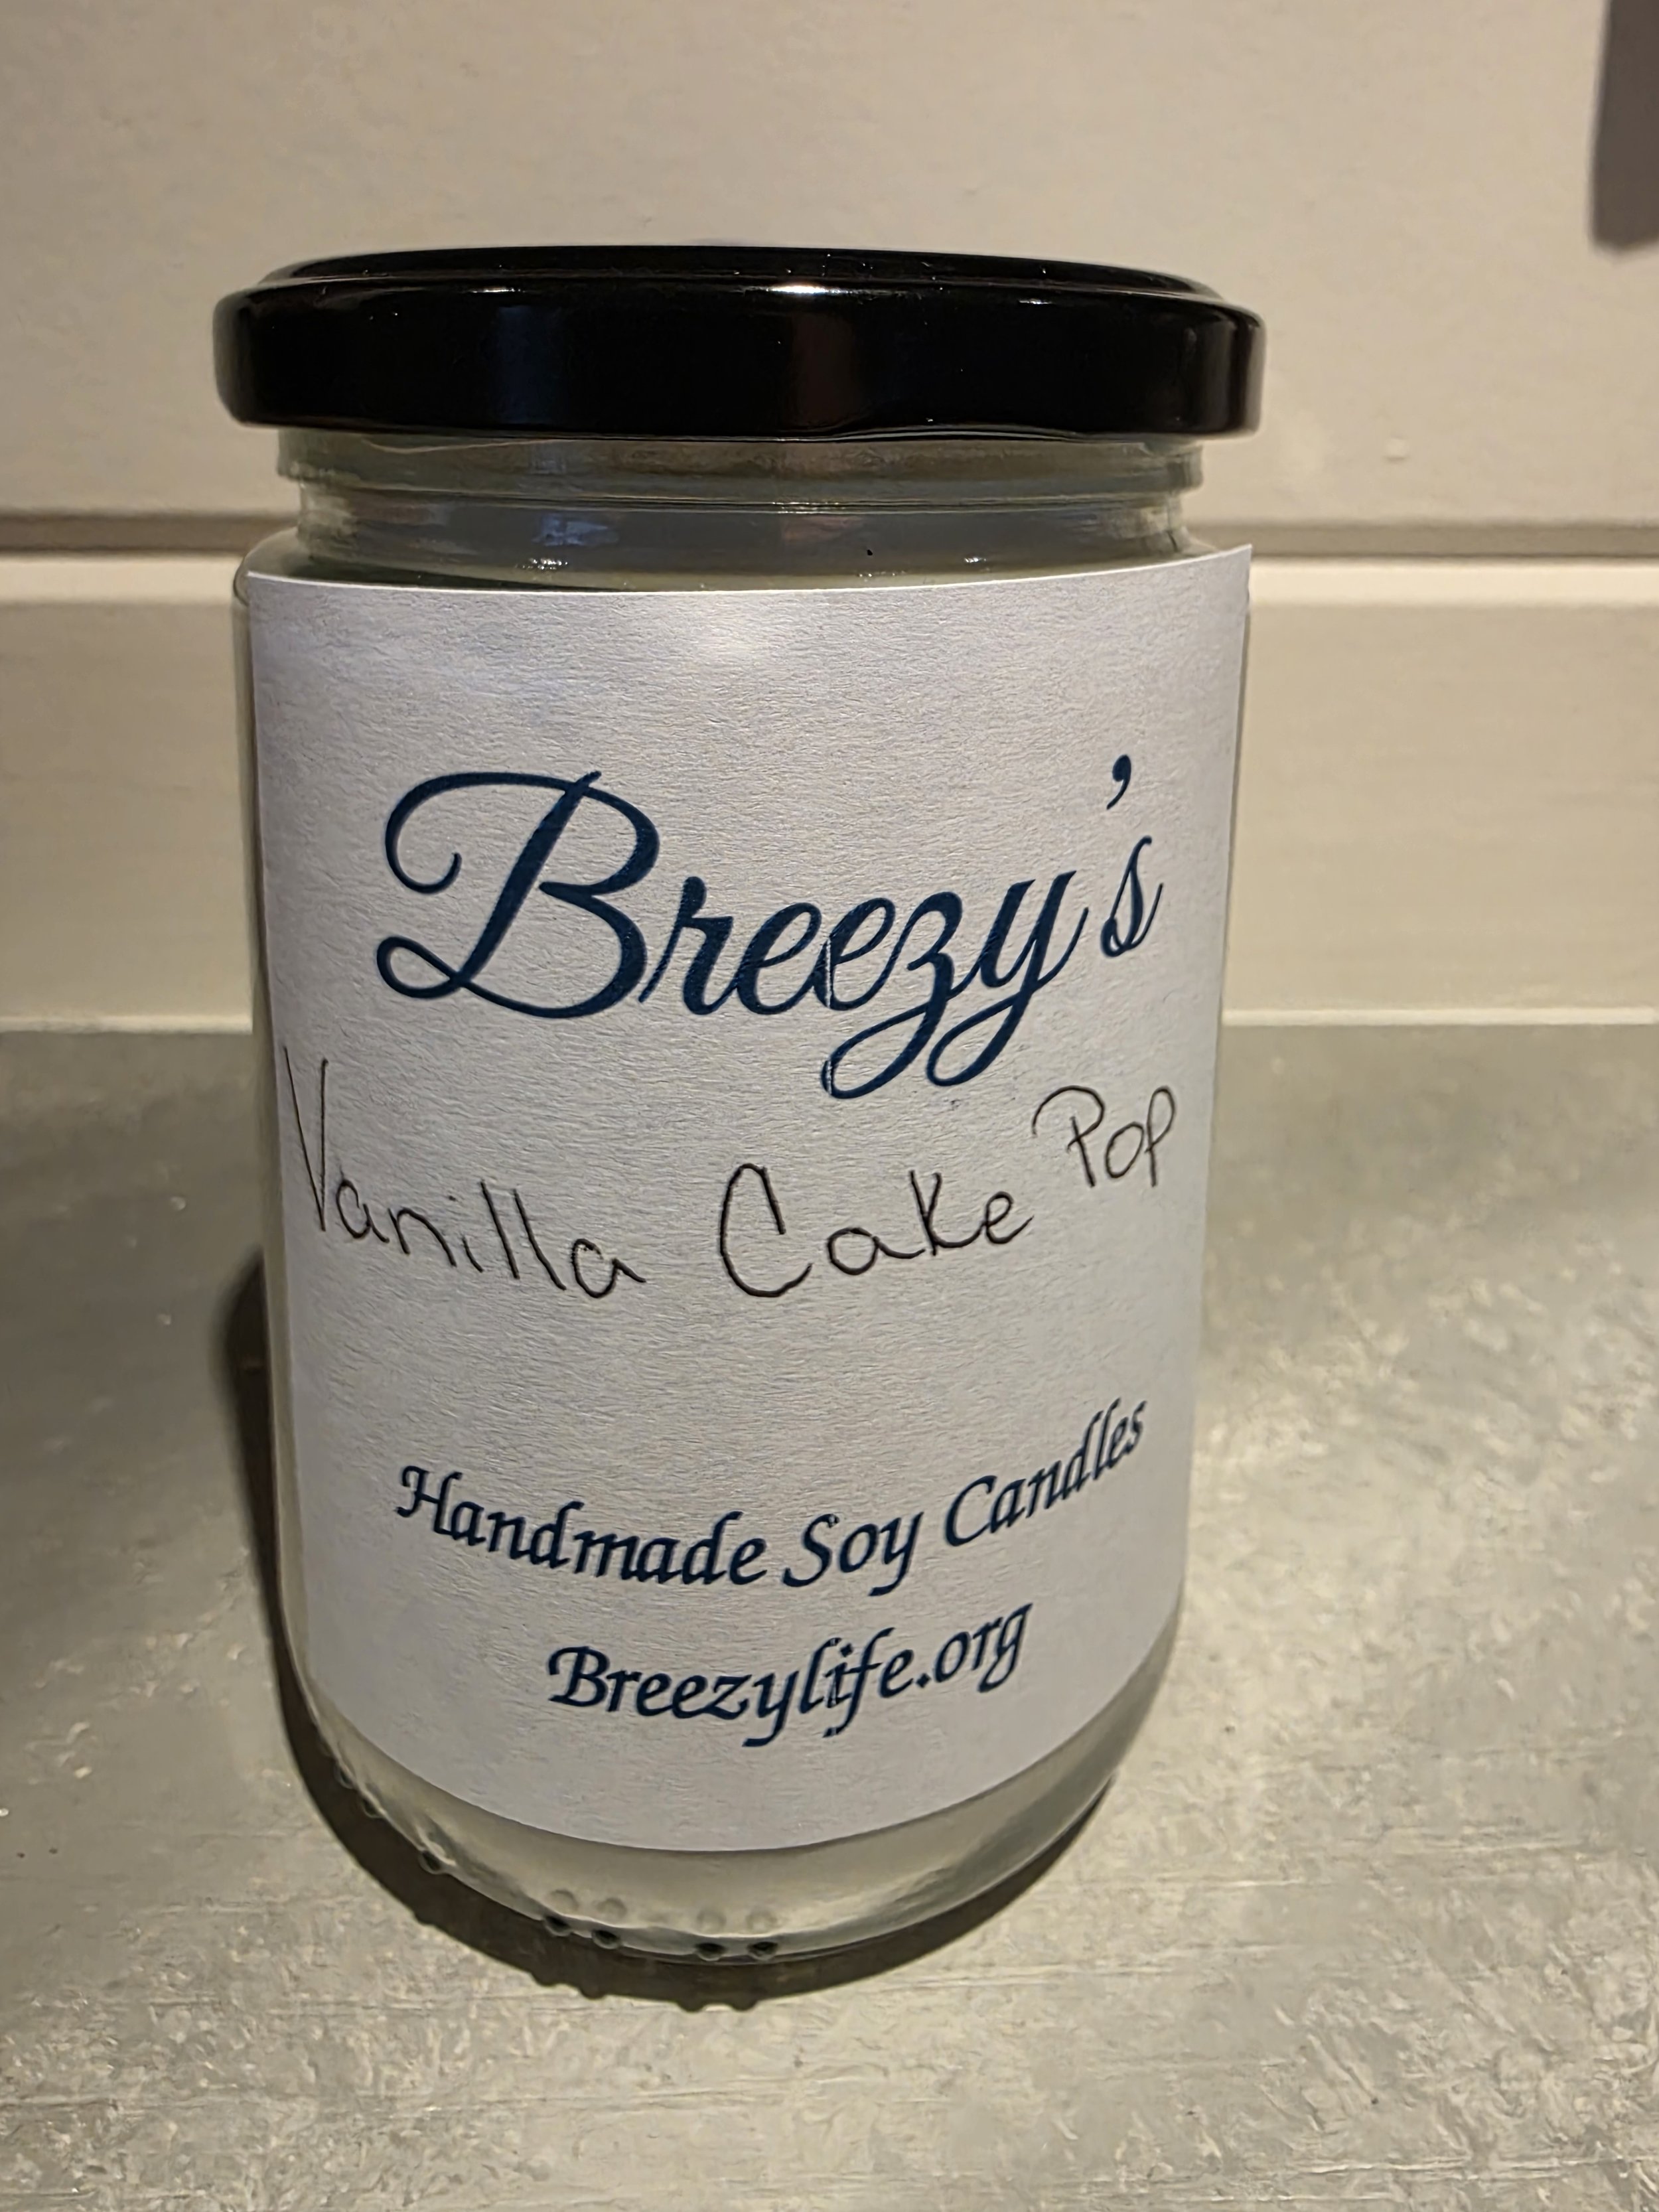 Breezy's
Vanilla Cake Pop
Handmade Soy Candles
Breezylife.org